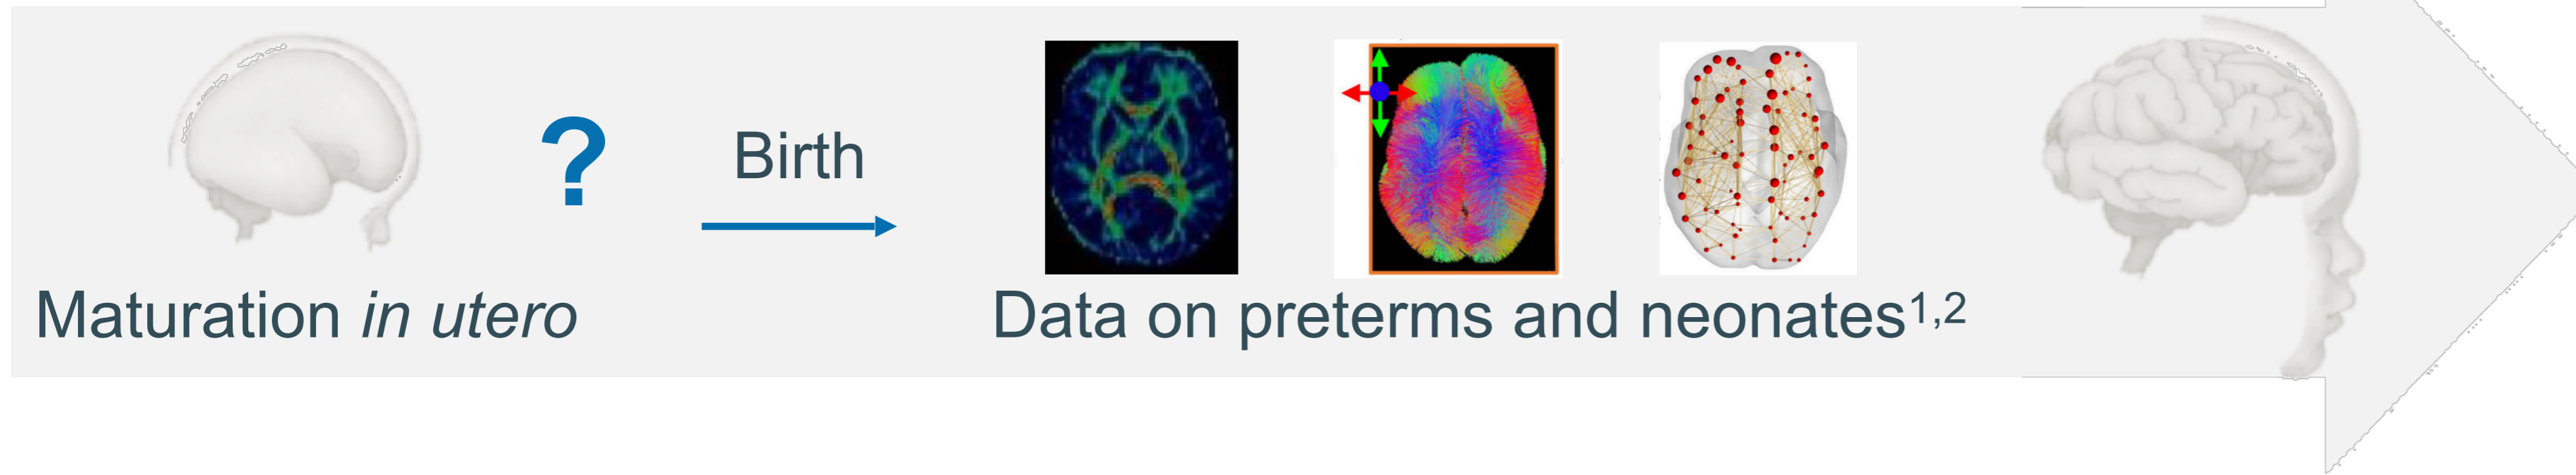 ?
Birth
Maturation in utero
Data on preterms and neonates1,2